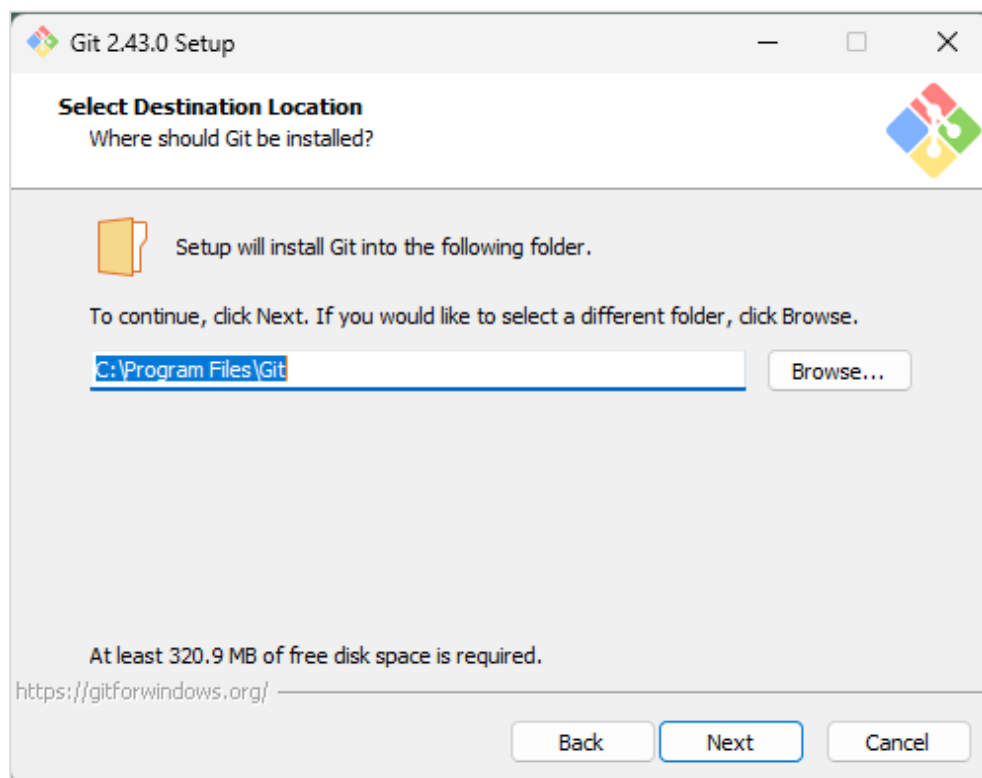 Git 2.43.0 Setup
Select Destination Location
Where should Git be installed?
Setup will install Git into the following folder.
To continue, click Next. If you would like to select a different folder, click Browse.
C:\Program Files\Git
Browse...
At least 320.9 MB of free disk space is required.
https://gitforwindows.org/
Back
Next
Cancel